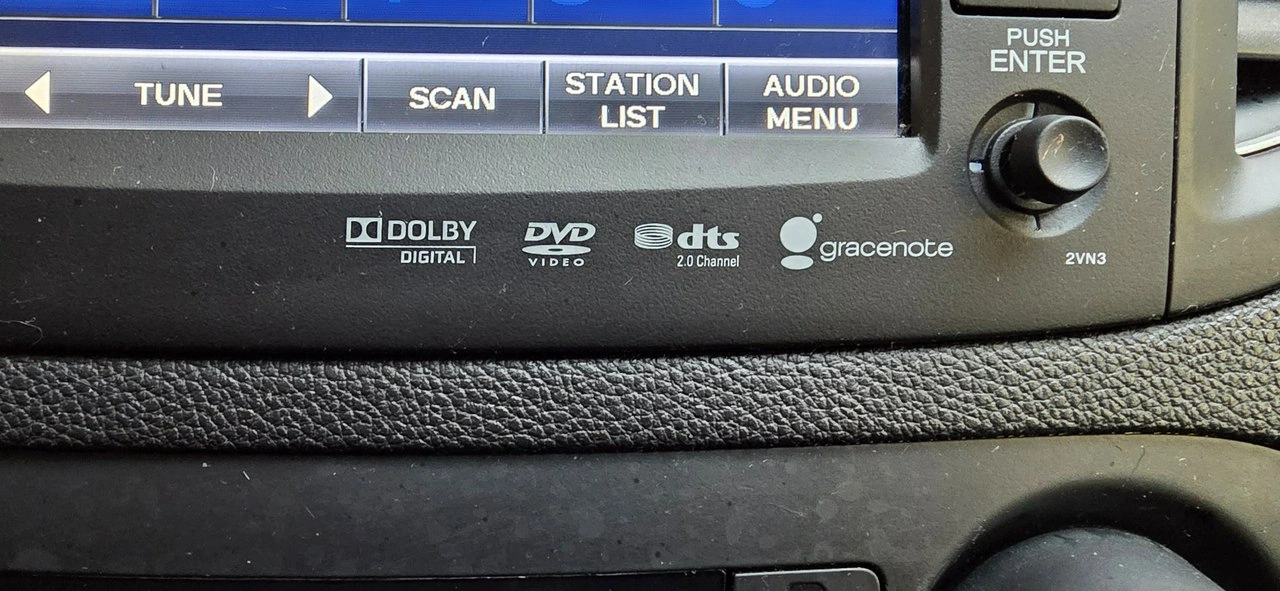 PUSH
ENTER
TUNE
SCAN
STATION
LIST
AUDIO
MENU
DOLBY
DIGITAL
DVD
VIDEO
dts
2.0 Channel
gracenote
2VN3